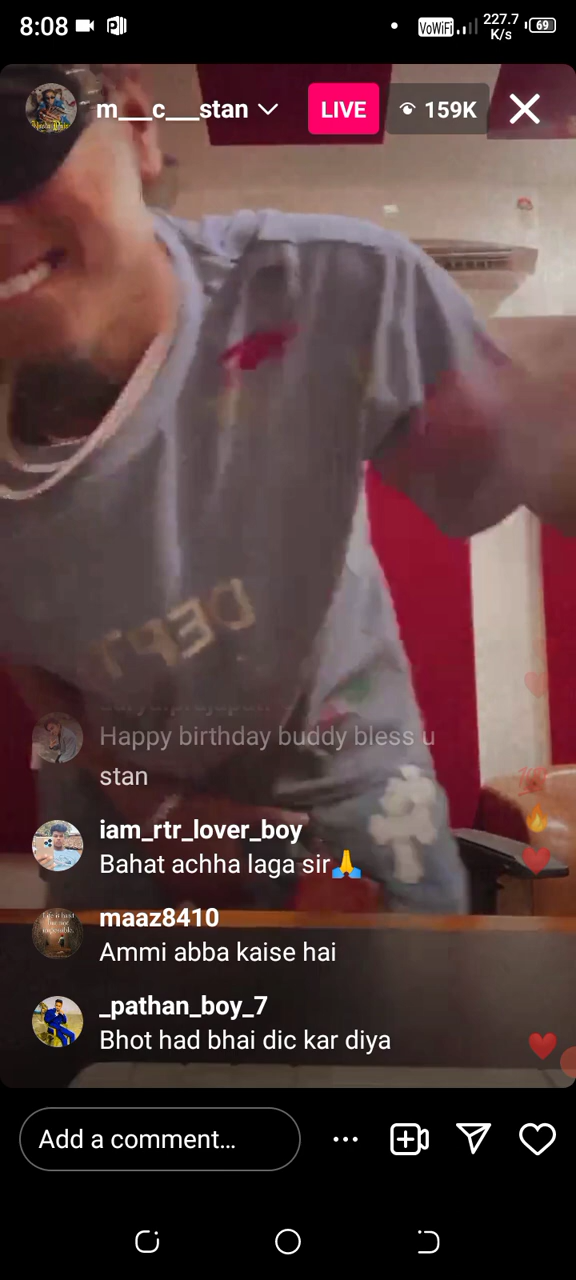 8:08 VoWiFi 227.7 K/s 69
m___c___stan LIVE 159K
DEPT
Happy birthday buddy bless u
stan
iam_rtr_lover_boy
Bahat achha laga sir🙏
maaz8410
Ammi abba kaise hai
_pathan_boy_7
Bhot had bhai dic kar diya
Add a comment...